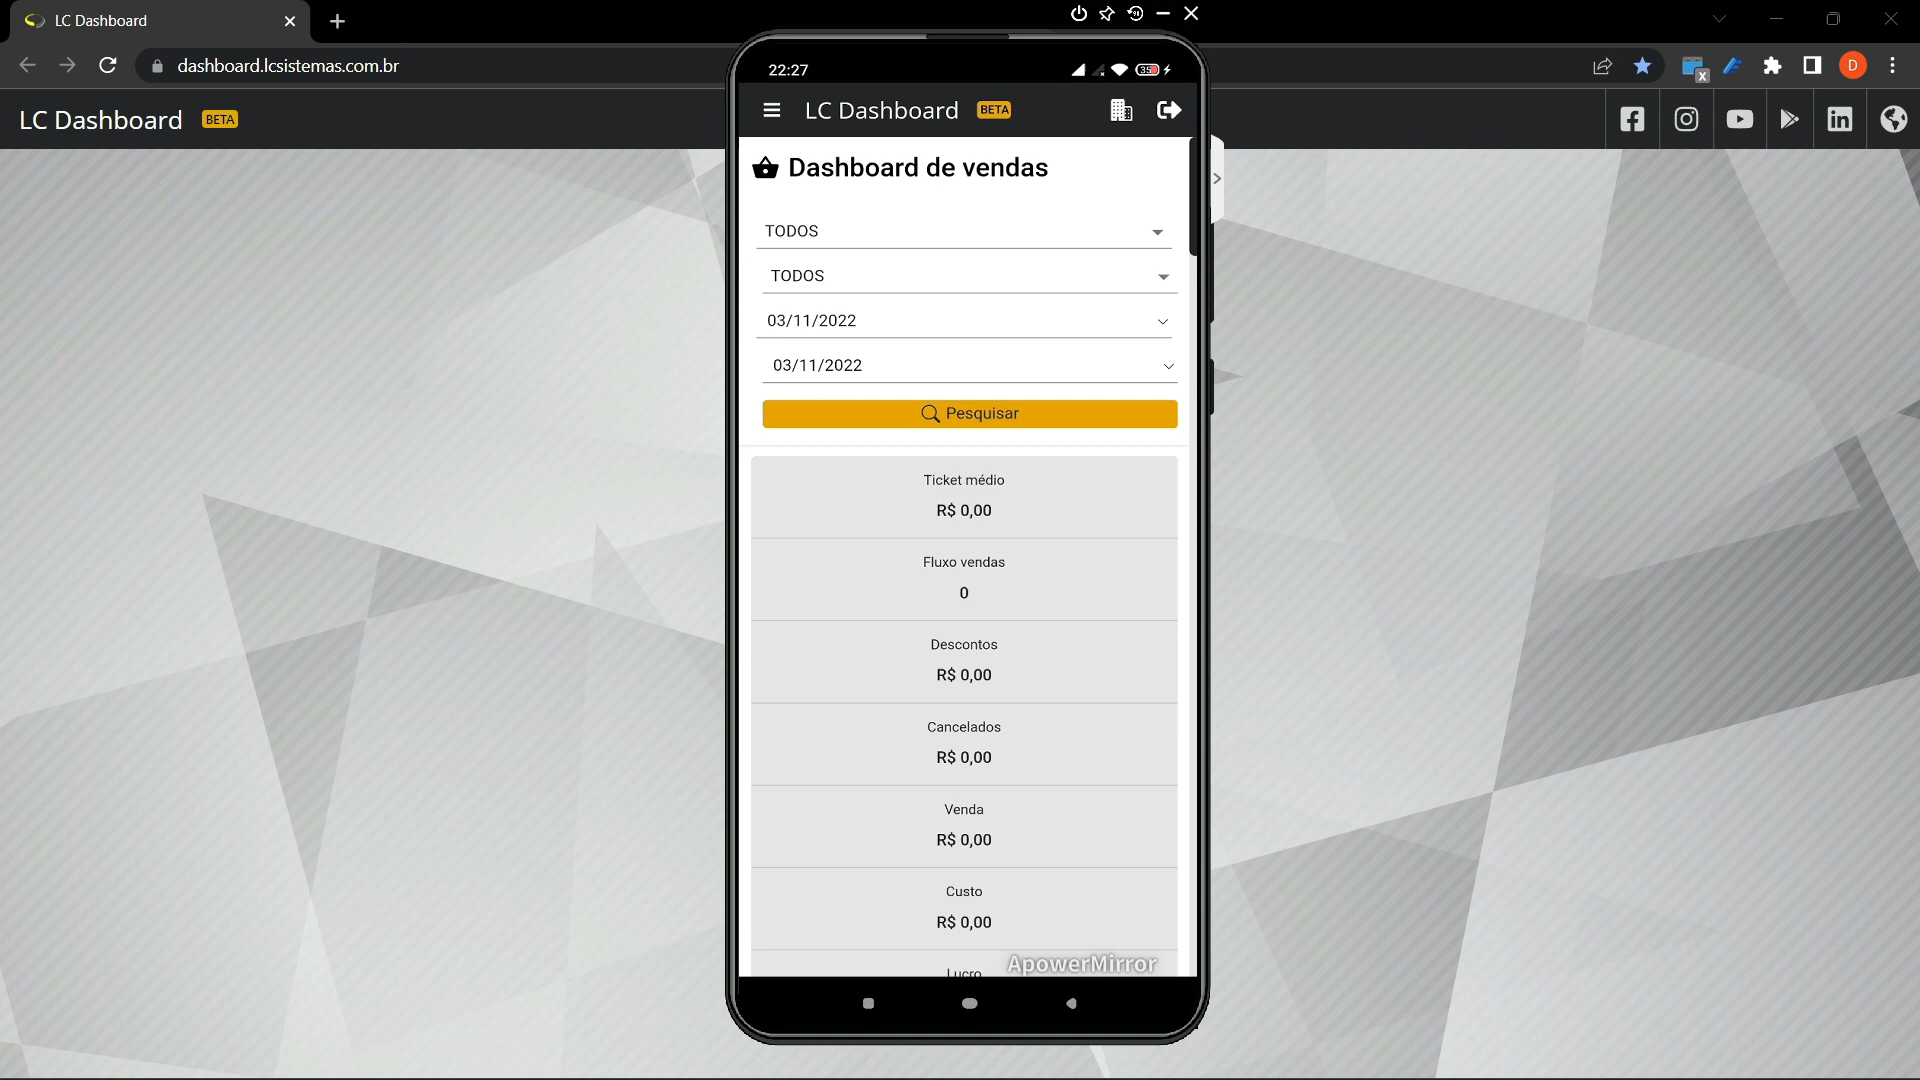 LC Dashboard
dashboard.lcsistemas.com.br
D
X
LC Dashboard BETA
22:27
35
LC Dashboard BETA
Dashboard de vendas
TODOS
TODOS
03/11/2022
03/11/2022
Pesquisar
Ticket médio
R$ 0,00
Fluxo vendas
0
Descontos
R$ 0,00
Cancelados
R$ 0,00
Venda
R$ 0,00
Custo
R$ 0,00
Lucro
ApowerMirror